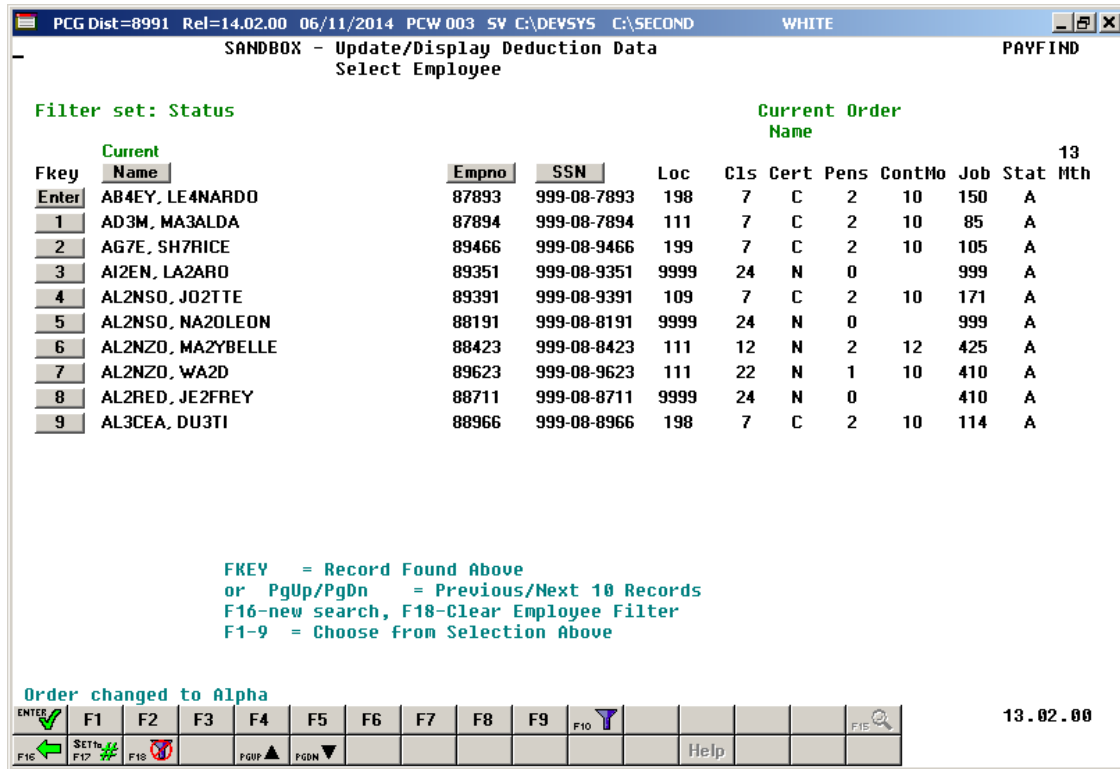 PCG Dist=8991 Rel=14.02.00 06/11/2014 PCW 003 SV C:\DEVSYS C:\SECOND WHITE
SANDBOX - Update/Display Deduction Data PAYFIND
Select Employee
Filter set: Status Current Order
Name
Current 13
Fkey Name Empno SSN Loc Cls Cert Pens ContMo Job Stat Mth
Enter AB4EY, LE4NARDO 87893 999-08-7893 198 7 C 2 10 150 A
1 AD3M, MA3ALDA 87894 999-08-7894 111 7 C 2 10 85 A
2 AG7E, SH7RICE 89466 999-08-9466 199 7 C 2 10 105 A
3 AI2EN, LA2ARO 89351 999-08-9351 9999 24 N 0 999 A
4 AL2NSO, JO2TTE 89391 999-08-9391 109 7 C 2 10 171 A
5 AL2NSO, NA2OLEON 88191 999-08-8191 9999 24 N 0 999 A
6 AL2NZO, MA2YBELLE 88423 999-08-8423 111 12 N 2 12 425 A
7 AL2NZO, WA2D 89623 999-08-9623 111 22 N 1 10 410 A
8 AL2RED, JE2FREY 88711 999-08-8711 9999 24 N 0 410 A
9 AL3CEA, DU3TI 88966 999-08-8966 198 7 C 2 10 114 A
FKEY = Record Found Above
or PgUp/PgDn = Previous/Next 10 Records
F16-new search, F18-Clear Employee Filter
F1-9 = Choose from Selection Above
Order changed to Alpha
ENTER F1 F2 F3 F4 F5 F6 F7 F8 F9 F10 F15 13.02.00
F16 SETto F17 # F18 PGUP PGDN Help